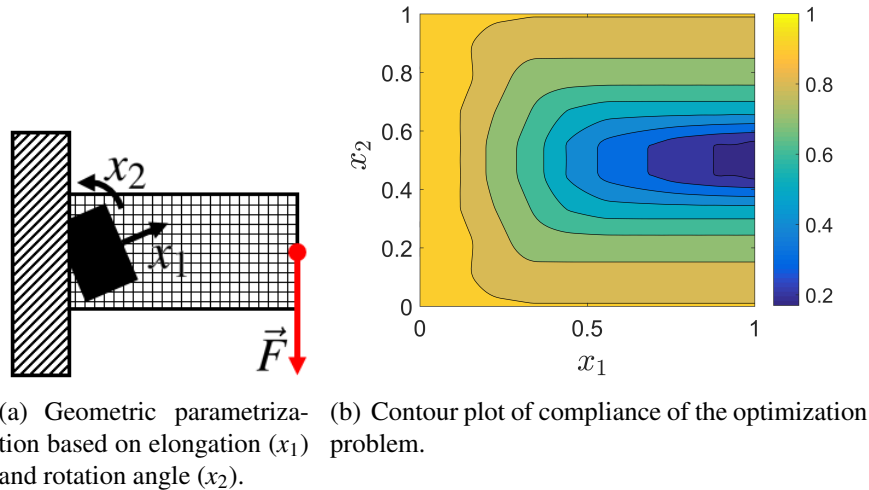 x₂
x₁
F⃗
1
0.8
0.6
0.4
0.2
0
x₂
0
0.5
1
x₁
1
0.8
0.6
0.4
0.2
(a) Geometric parametriza-
tion based on elongation (x₁)
and rotation angle (x₂).
(b) Contour plot of compliance of the optimization
problem.